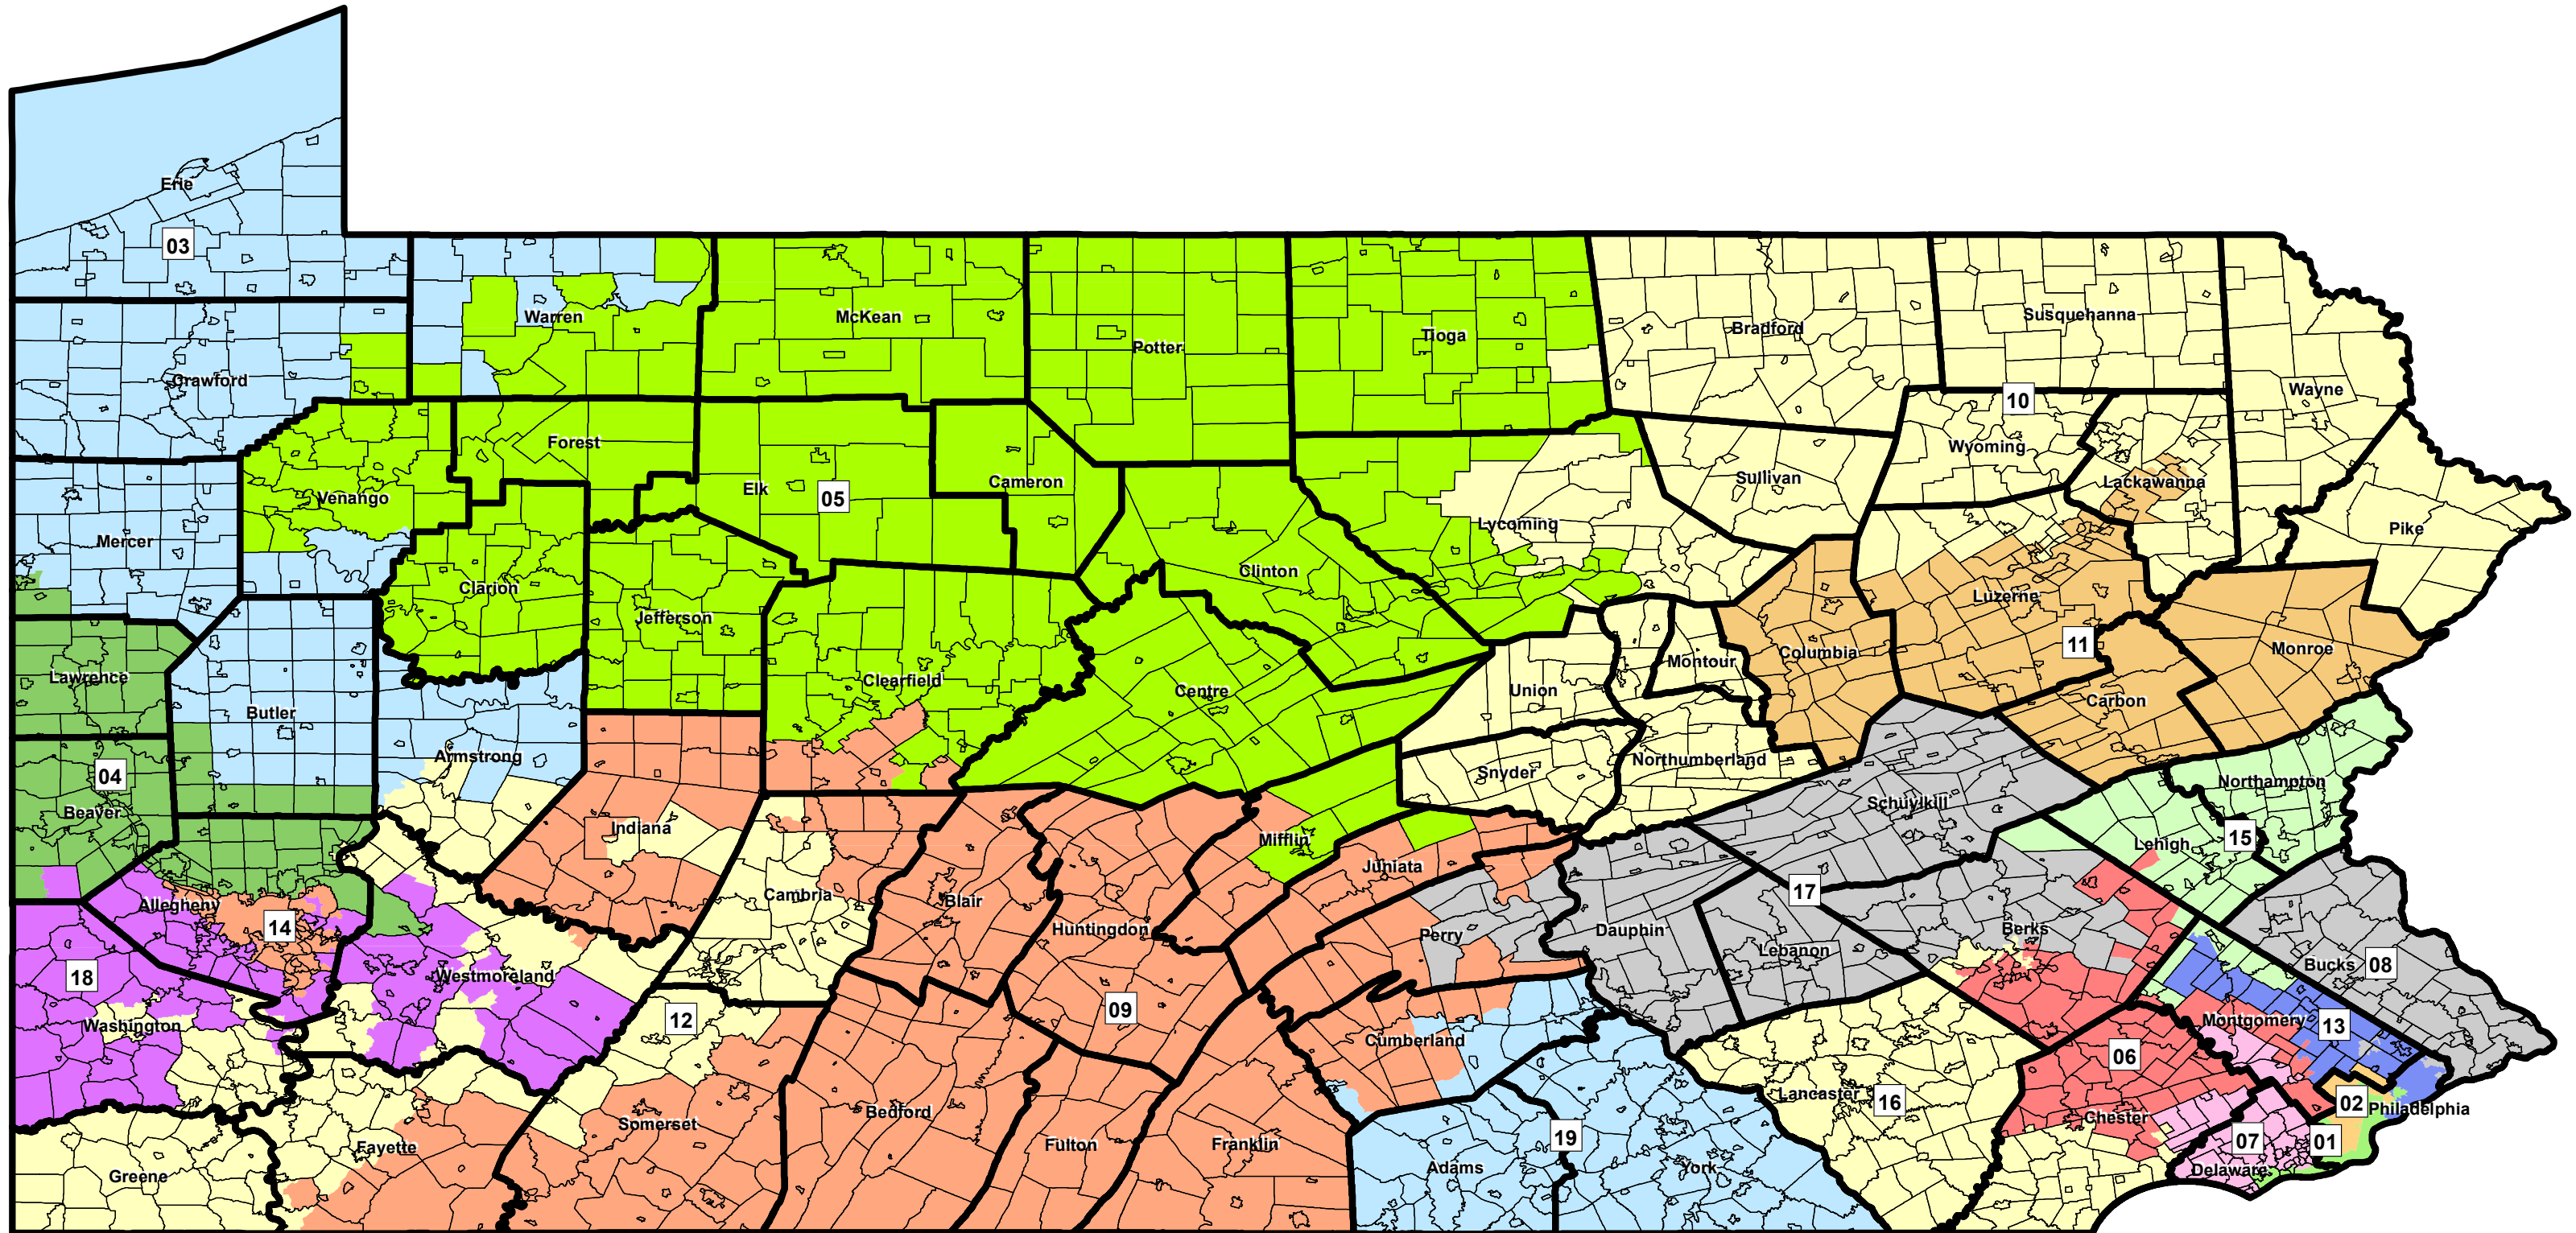 Erie
03
Warren
McKean
Potter
Tioga
Bradford
Susquehanna
Crawford
Wayne
10
Wyoming
Forest
Elk
05
Cameron
Sullivan
Lackawanna
Venango
Lycoming
Pike
Mercer
Clarion
Jefferson
Clinton
Luzerne
11
Monroe
Columbia
Montour
Lawrence
Clearfield
Centre
Union
Carbon
Butler
Armstrong
Snyder
Northumberland
04
Northampton
Beaver
Schuylkill
Indiana
Mifflin
Lehigh
15
Juniata
Cambria
Blair
17
Allegheny
14
Huntingdon
Perry
Dauphin
Berks
Lebanon
18
Westmoreland
Bucks
08
Washington
12
09
Cumberland
Montgomery
13
06
Somerset
Bedford
Lancaster
16
02
Philadelphia
Chester
Fayette
Fulton
Franklin
19
07
01
Greene
Adams
York
Delaware